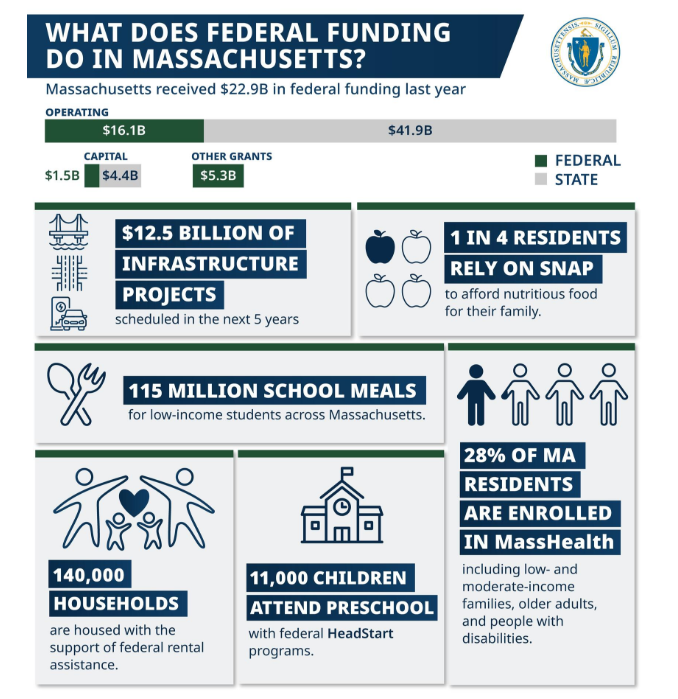 WHAT DOES FEDERAL FUNDING
DO IN MASSACHUSETTS?
Massachusetts received $22.9B in federal funding last year
OPERATING
$16.1B
$41.9B
CAPITAL
$1.5B
$4.4B
OTHER GRANTS
$5.3B
FEDERAL
STATE
$12.5 BILLION OF
INFRASTRUCTURE
PROJECTS
scheduled in the next 5 years
1 IN 4 RESIDENTS
RELY ON SNAP
to afford nutritious food
for their family.
115 MILLION SCHOOL MEALS
for low-income students across Massachusetts.
28% OF MA
RESIDENTS
ARE ENROLLED
IN MassHealth
including low- and
moderate-income
families, older adults,
and people with
disabilities.
140,000
HOUSEHOLDS
are housed with the
support of federal rental
assistance.
11,000 CHILDREN
ATTEND PRESCHOOL
with federal HeadStart
programs.